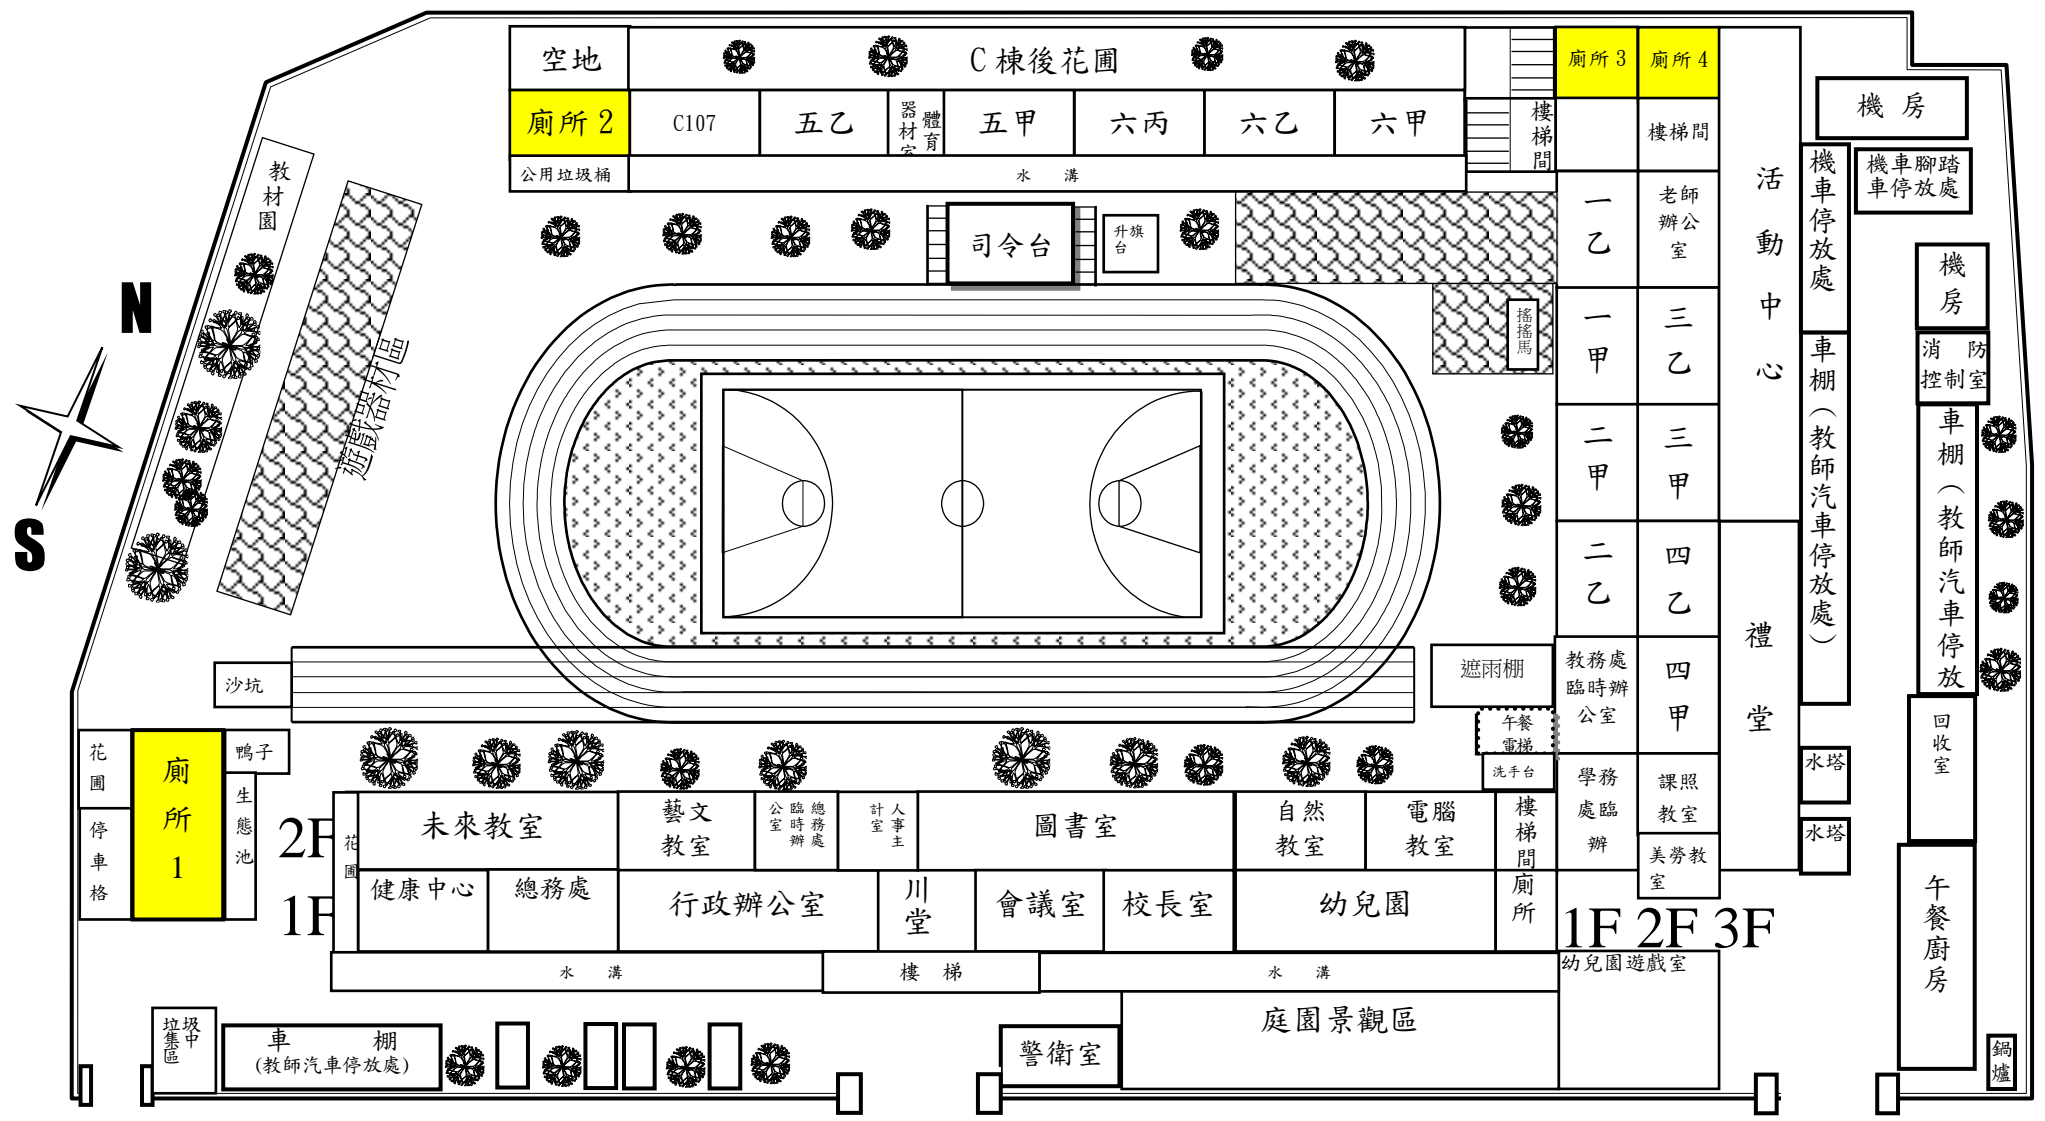 空地
C棟後花圃
廁所3
廁所4
機 房
廁所2
C107
五乙
體育
器材室
五甲
六丙
六乙
六甲
樓梯間
樓梯間
活動中心
機車停放處
機車腳踏
車停放處
公用垃圾桶
水 溝
教材園
一乙
老師
辦公
室
司令台
升旗
台
機房
N
搖搖馬
一甲
三乙
消 防
控制室
遊戲器材區
車棚(教師汽車停放處)
車棚(教師汽車停放
二甲
三甲
S
二乙
四乙
禮堂
沙坑
遮雨棚
教務處
臨時辦
公室
四甲
午餐
電梯
回收室
花圃
廁所1
鴨子
洗手台
學務
處臨
辦
課照
教室
水塔
生態池
停車格
2F
花圃
未來教室
藝文
教室
總務處
臨時辦
公室
人事主
計室
圖書室
自然
教室
電腦
教室
樓梯間
水塔
美勞教
室
1F
健康中心
總務處
行政辦公室
川堂
會議室
校長室
幼兒園
廁所
1F 2F 3F
午餐廚房
水 溝
樓 梯
水 溝
幼兒園遊戲室
垃圾
集中
區
車 棚
(教師汽車停放處)
警衛室
庭園景觀區
鍋爐